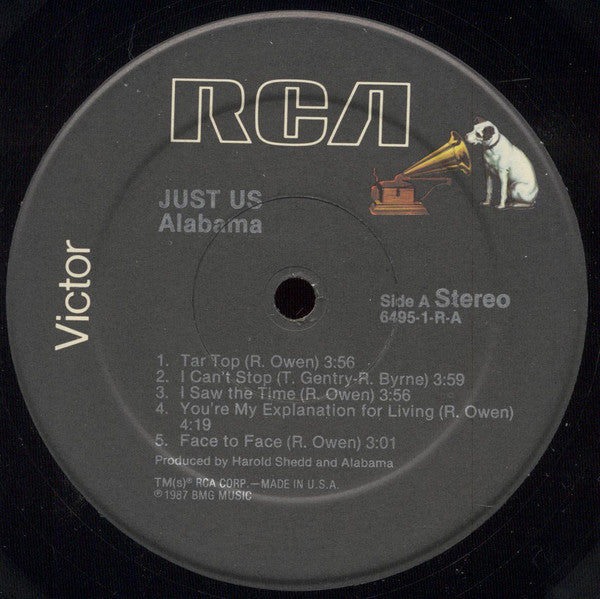 RCA
JUST US
Alabama
Victor
Side A Stereo
6495-1-R-A
1. Tar Top (R. Owen) 3:56
2. I Can't Stop (T. Gentry-R. Byrne) 3:59
3. I Saw the Time (R. Owen) 3:56
4. You're My Explanation for Living (R. Owen)
4:19
5. Face to Face (R. Owen) 3:01
Produced by Harold Shedd and Alabama
TM(s)® RCA CORP.—MADE IN U.S.A.
℗1987 BMG MUSIC